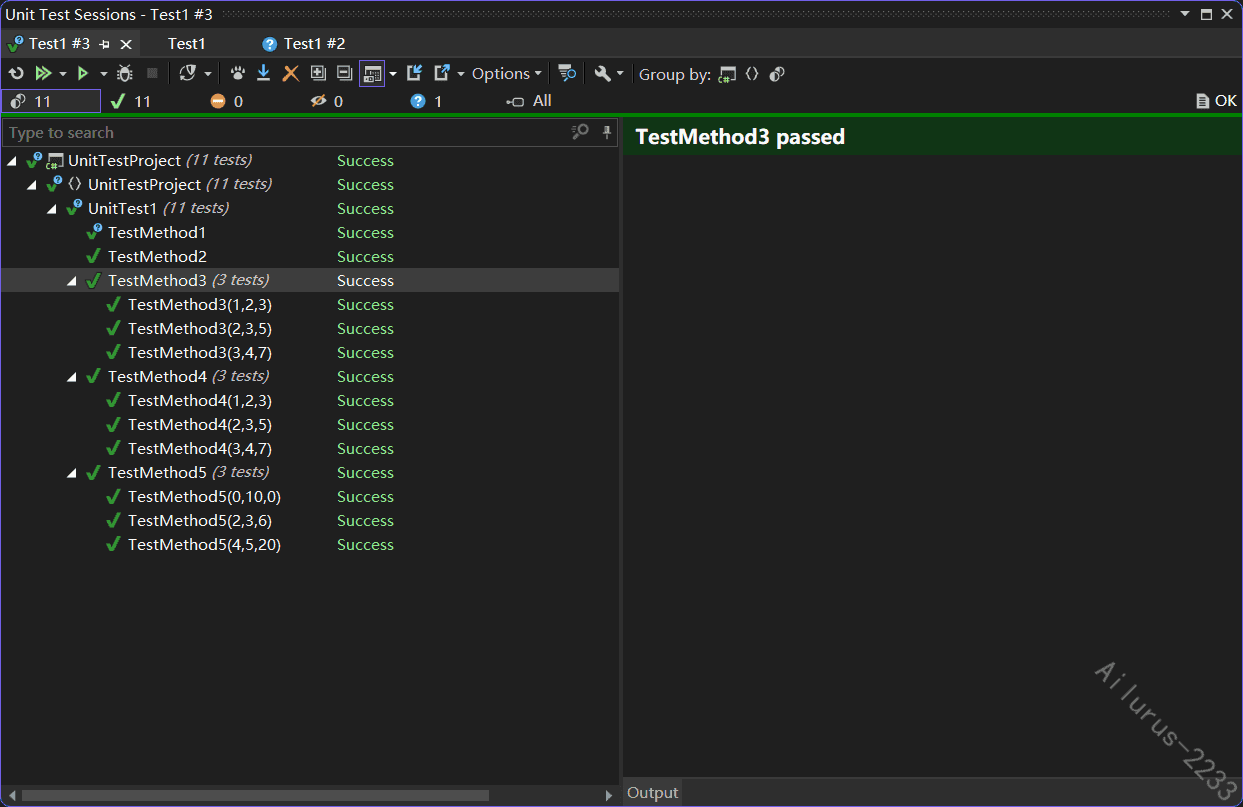 Unit Test Sessions - Test1 #3
Test1 #3 Test1 Test1 #2
Options Group by:
11 11 0 0 1 All OK
Type to search
TestMethod3 passed
UnitTestProject (11 tests) Success
UnitTestProject (11 tests) Success
UnitTest1 (11 tests) Success
TestMethod1 Success
TestMethod2 Success
TestMethod3 (3 tests) Success
TestMethod3(1,2,3) Success
TestMethod3(2,3,5) Success
TestMethod3(3,4,7) Success
TestMethod4 (3 tests) Success
TestMethod4(1,2,3) Success
TestMethod4(2,3,5) Success
TestMethod4(3,4,7) Success
TestMethod5 (3 tests) Success
TestMethod5(0,10,0) Success
TestMethod5(2,3,6) Success
TestMethod5(4,5,20) Success
Output
Ailurus-2233